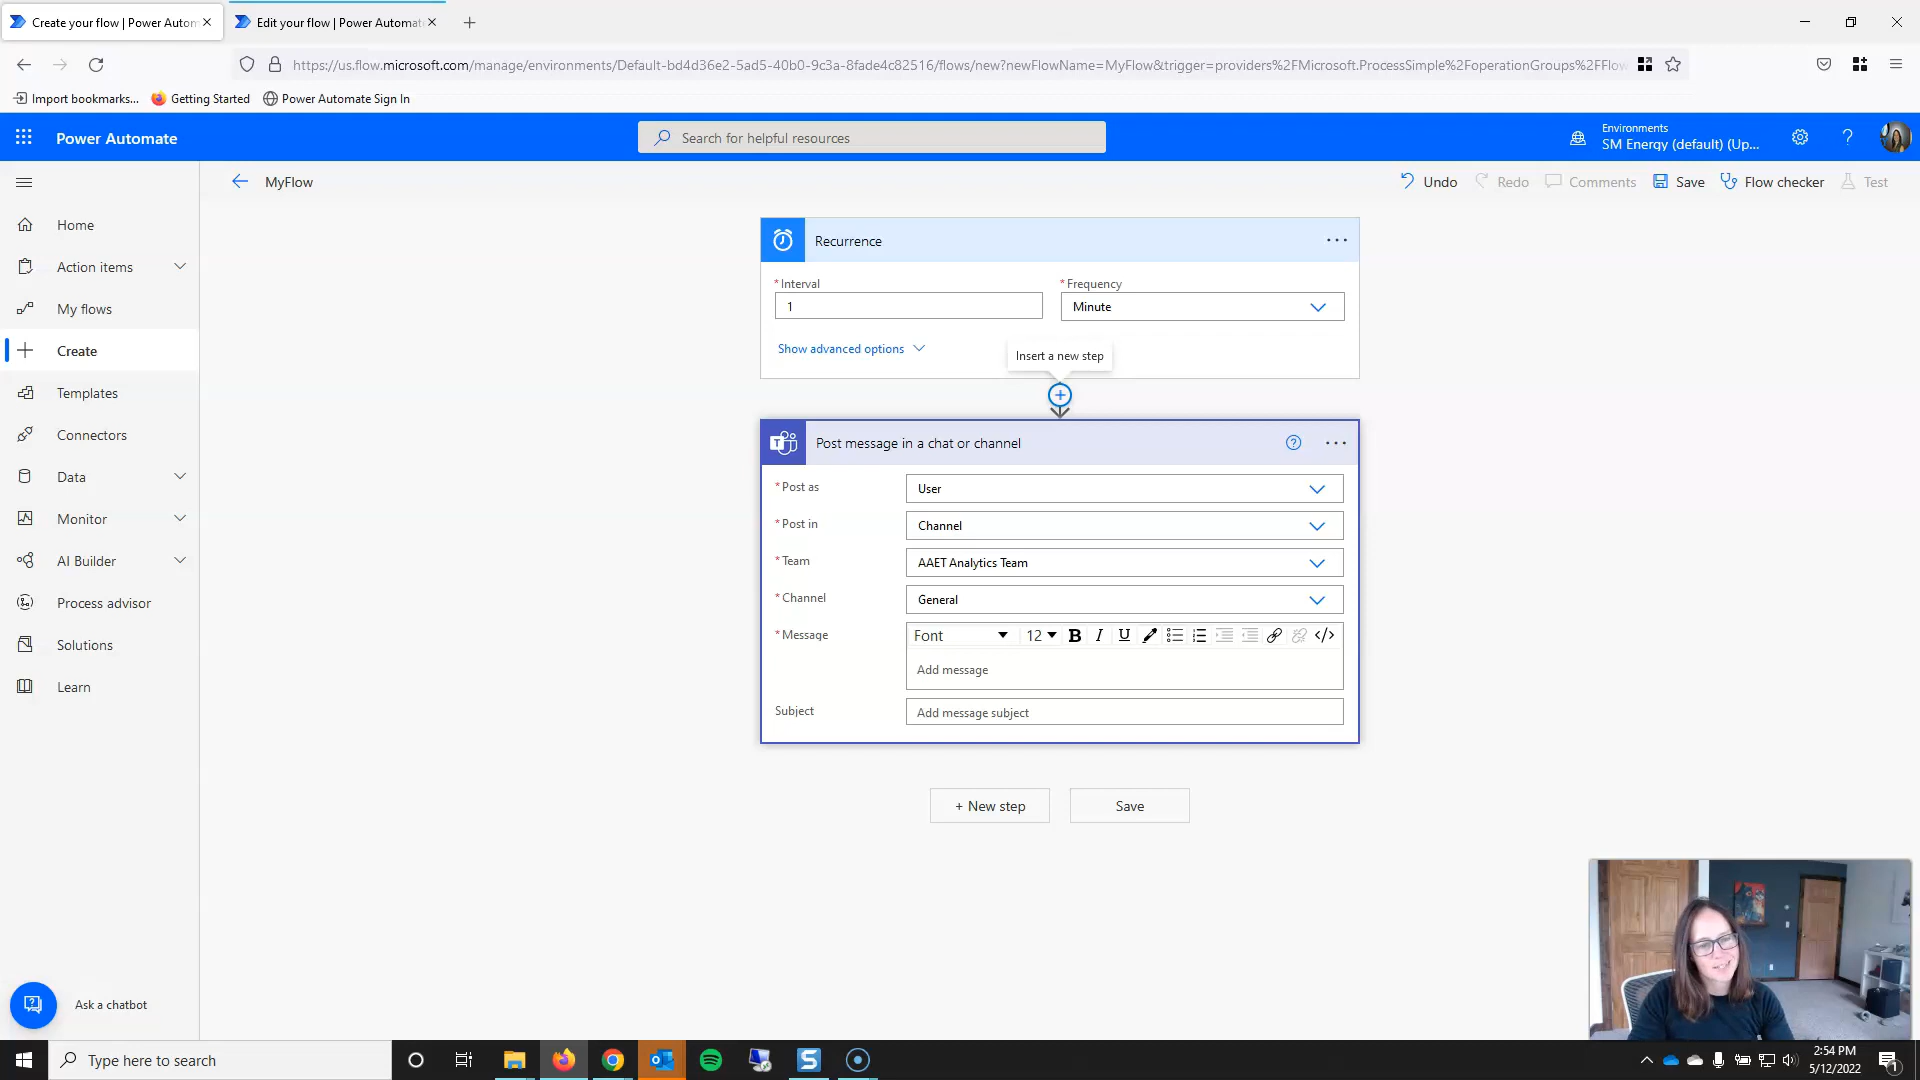 Create your flow | Power Autom
Edit your flow | Power Automat
https://us.flow.microsoft.com/manage/environments/Default-bd4d36e2-5ad5-40b0-9c3a-8fade4c82516/flows/new?newFlowName=MyFlow&trigger=providers%2FMicrosoft.ProcessSimple%2FoperationGroups%2FFlow
Import bookmarks...
Getting Started
Power Automate Sign In
Power Automate
Search for helpful resources
Environments
SM Energy (default) (Up...
?
MyFlow
Undo
Redo
Comments
Save
Flow checker
Test
Home
Action items
My flows
Create
Templates
Connectors
Data
Monitor
AI Builder
Process advisor
Solutions
Learn
Ask a chatbot
Recurrence
* Interval
* Frequency
1
Minute
Show advanced options
Insert a new step
Post message in a chat or channel
* Post as
User
* Post in
Channel
* Team
AAET Analytics Team
* Channel
General
* Message
Font
12
B I U </>
Add message
Subject
Add message subject
+ New step
Save
Type here to search
2:54 PM
5/12/2022
1